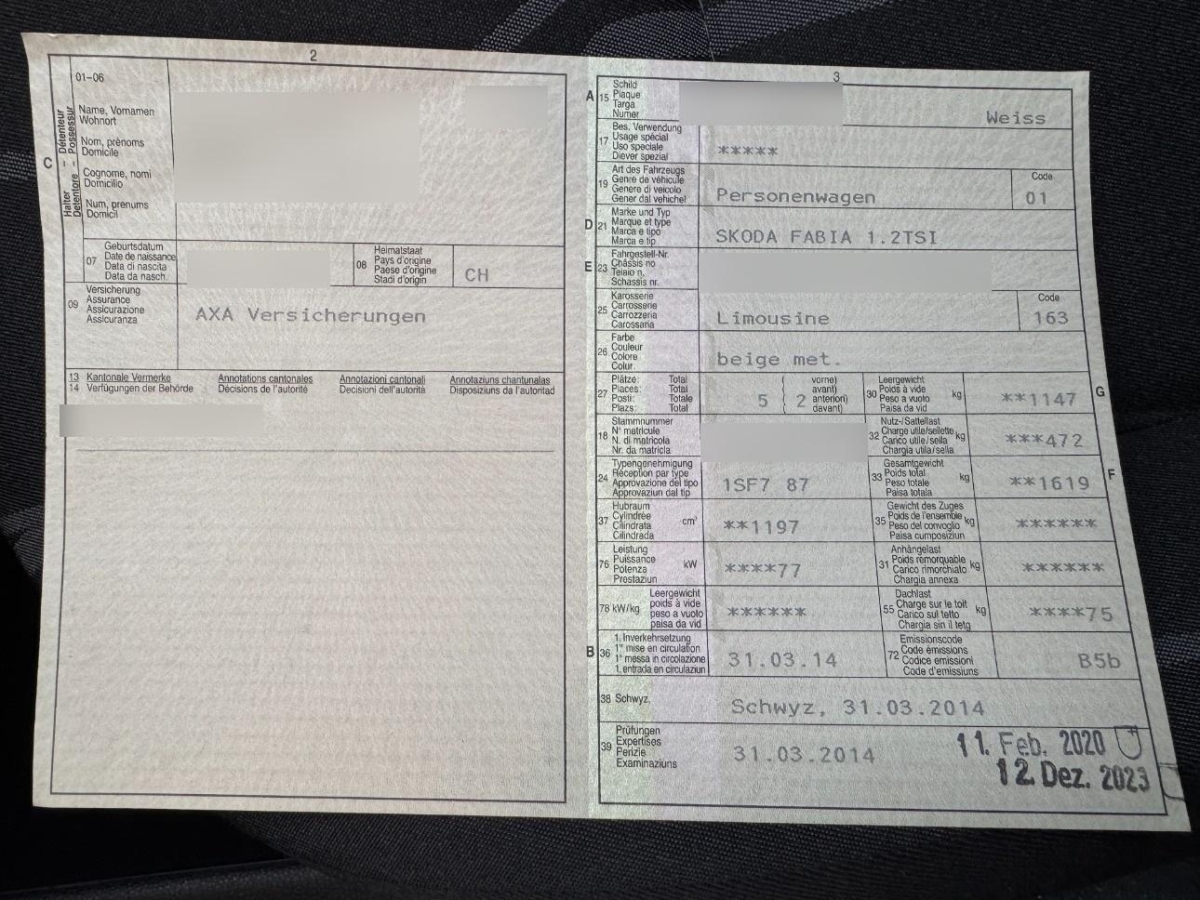 2
01-06
Halter Détenteur
Detentore Possessur
C
Name, Vornamen
Wohnort
Nom, prénoms
Domicile
Cognome, nomi
Domicilio
Num, prenums
Domicil
07
Geburtsdatum
Date de naissance
Data di nascita
Data da nasch.
08
Heimatstaat
Pays d'origine
Paese d'origine
Stadi d'origin
CH
09
Versicherung
Assurance
Assicurazione
Assicuranza
AXA Versicherungen
13 Kantonale Vermerke Annotations cantonales Annotazioni cantonali Annotaziuns chantunalas
14 Verfügungen der Behörde Décisions de l'autorité Decisioni dell'autorità Disposiziuns da l'autoritad
3
A 15
Schild
Plaque
Targa
Numer
Weiss
17
Bes. Verwendung
Usage spécial
Uso speciale
Diever spezial
*****
19
Art des Fahrzeugs
Genre de véhicule
Genere di veicolo
Gener dal vehichel
Personenwagen
Code
01
D 21
Marke und Typ
Marque et type
Marca e tipo
Marca e tip
SKODA FABIA 1.2TSI
E 23
Fahrgestell-Nr.
Châssis no
Telaio n.
Schassis nr.
25
Karosserie
Carrosserie
Carrozzeria
Carossaria
Limousine
Code
163
26
Farbe
Couleur
Colore
Colur
beige met.
27
Plätze: Total
Places: Total
Posti: Totale
Plazs: Total
5 ( 2
vorne)
avant)
anteriori)
davant)
30
Leergewicht
Poids à vide
Peso a vuoto
Paisa da vid
kg
**1147
G
18
Stammnummer
N° matricule
N. di matricola
Nr. da matricla
32
Nutz-/Sattellast
Charge utile/sellette
Carico utile/sella
Chargia utila/sella
kg
***472
24
Typengenehmigung
Réception par type
Approvazione del tipo
Approvaziun dal tip
1SF7 87
33
Gesamtgewicht
Poids total
Peso totale
Paisa totala
kg
**1619
F
37
Hubraum
Cylindrée
Cilindrata
Cilindrada
cm³
**1197
35
Gewicht des Zuges
Poids de l'ensemble
Peso del convoglio
Paisa cumposiziun
kg
******
76
Leistung
Puissance
Potenza
Prestaziun
kW
****77
31
Anhängelast
Poids remorquable
Carico rimorchiato
Chargia annexa
kg
******
78 kW/kg
Leergewicht
poids à vide
peso a vuoto
paisa da vid
******
55
Dachlast
Charge sur le toit
Carico sul tetto
Chargia sin il tetg
kg
****75
B 36
1. Inverkehrsetzung
1re mise en circulation
1a messa in circolazione
1. entrada en circulaziun
31.03.14
72
Emissionscode
Code émissions
Codice emissioni
Code d'emissiuns
B5b
38 Schwyz,
Schwyz, 31.03.2014
39
Prüfungen
Expertises
Perizie
Examinaziuns
31.03.2014
11. Feb. 2020
12. Dez. 2023